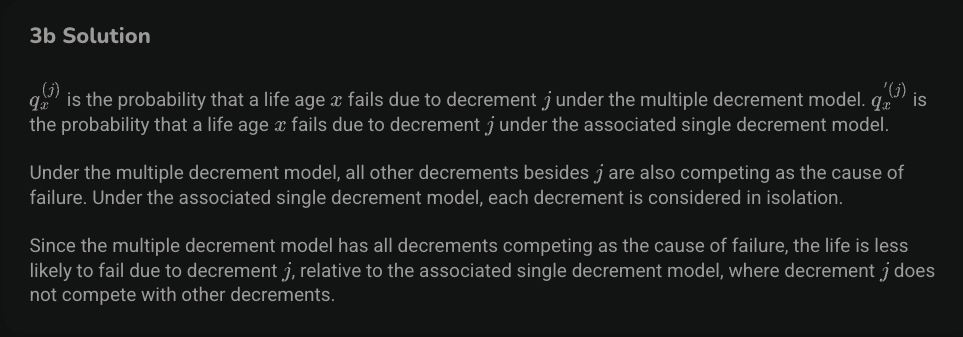 3b Solution
$q_x^{(j)}$ is the probability that a life age $x$ fails due to decrement $j$ under the multiple decrement model. $q_x^{'(j)}$ is
the probability that a life age $x$ fails due to decrement $j$ under the associated single decrement model.
Under the multiple decrement model, all other decrements besides $j$ are also competing as the cause of
failure. Under the associated single decrement model, each decrement is considered in isolation.
Since the multiple decrement model has all decrements competing as the cause of failure, the life is less
likely to fail due to decrement $j$, relative to the associated single decrement model, where decrement $j$ does
not compete with other decrements.